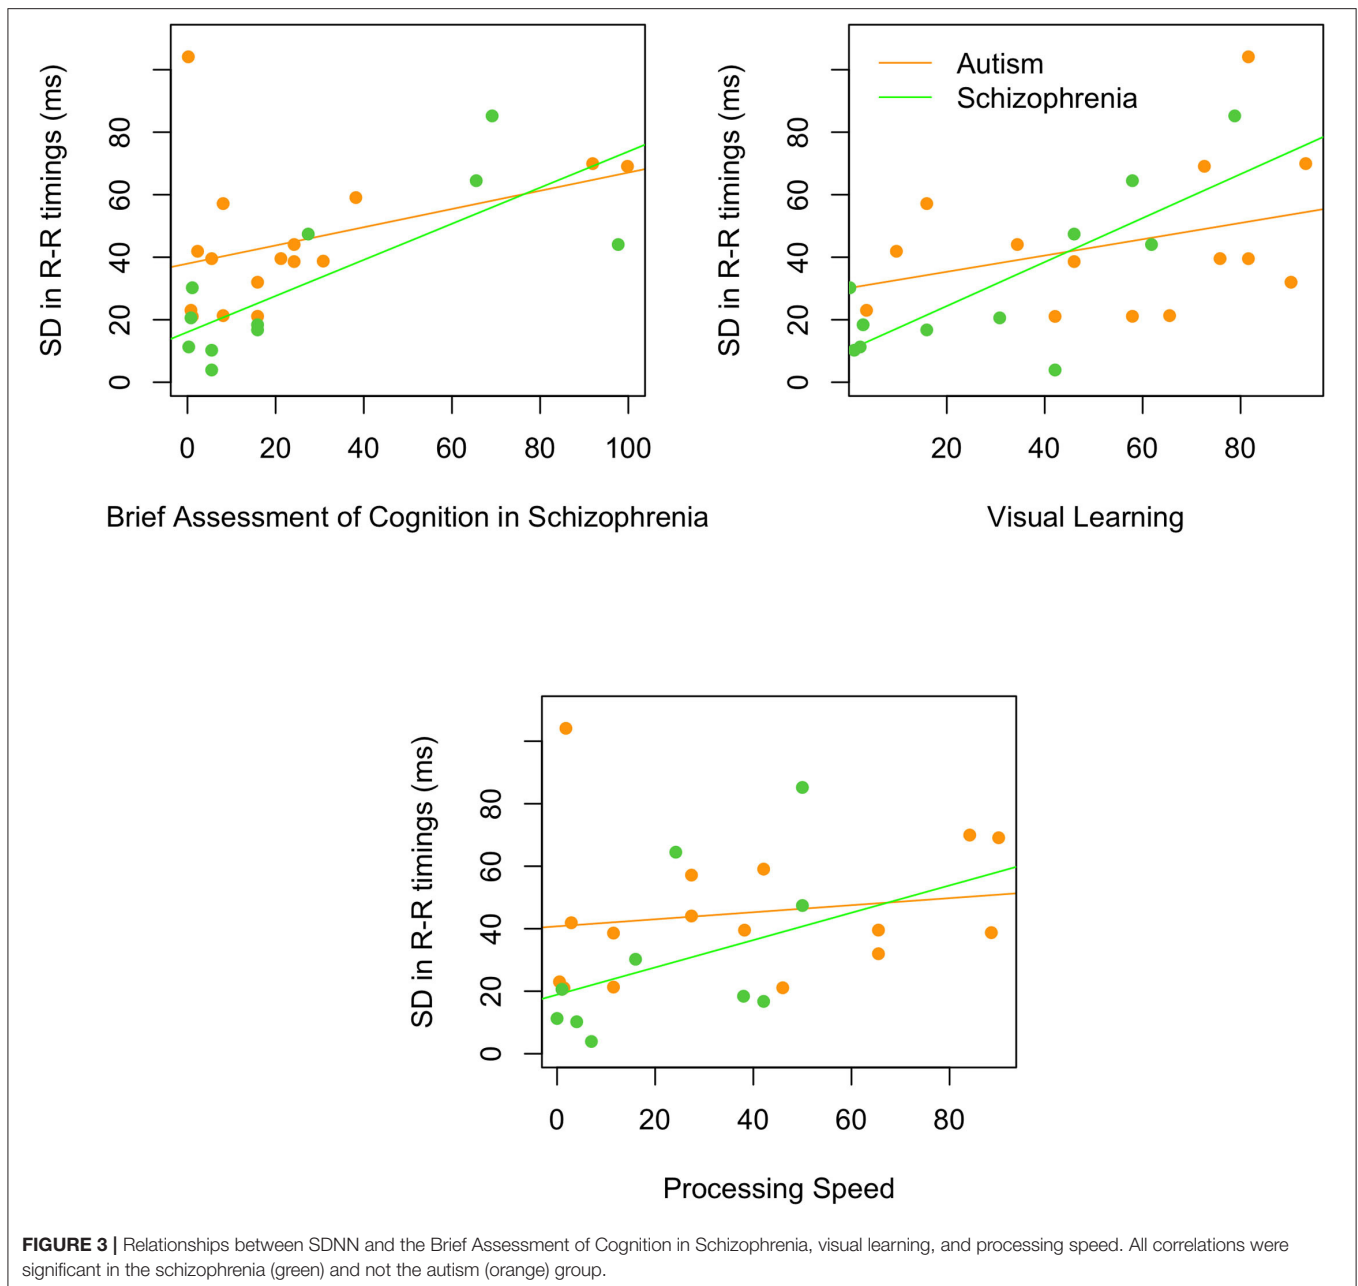 SD in R-R timings (ms)
0 20 40 60 80
0 20 40 60 80 100
Brief Assessment of Cognition in Schizophrenia
SD in R-R timings (ms)
0 20 40 60 80
Autism
Schizophrenia
20 40 60 80
Visual Learning
SD in R-R timings (ms)
0 20 40 60 80
0 20 40 60 80
Processing Speed
FIGURE 3 | Relationships between SDNN and the Brief Assessment of Cognition in Schizophrenia, visual learning, and processing speed. All correlations were
significant in the schizophrenia (green) and not the autism (orange) group.